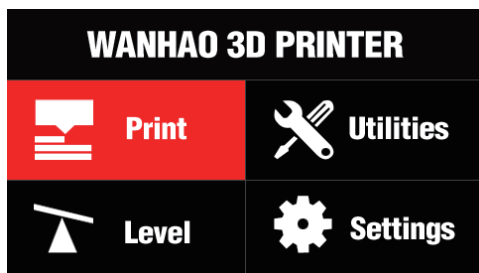 WANHAO 3D PRINTER
Print
Utilities
Level
Settings